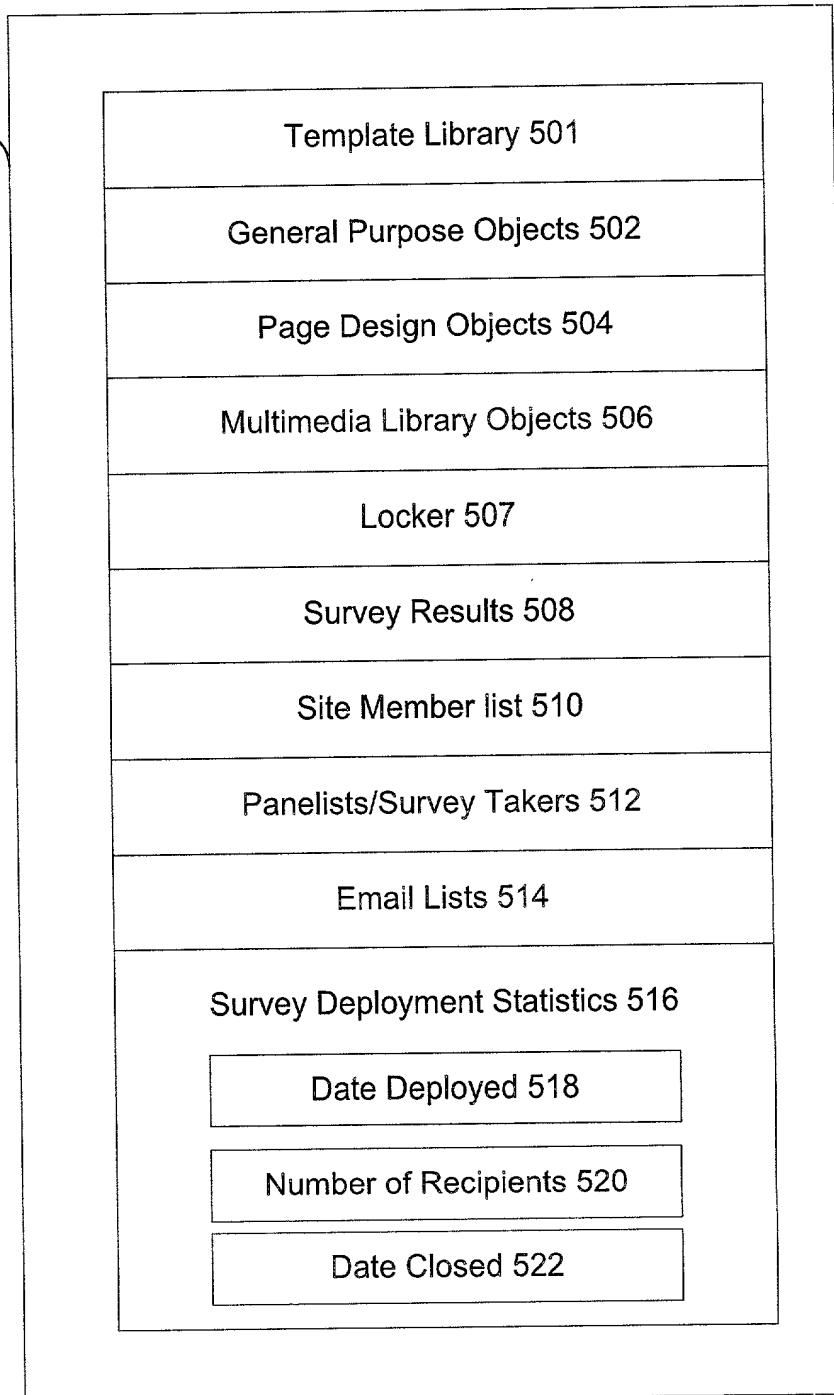 Template Library 501
General Purpose Objects 502
Page Design Objects 504
Multimedia Library Objects 506
Locker 507
Survey Results 508
Site Member list 510
Panelists/Survey Takers 512
Email Lists 514
Survey Deployment Statistics 516
Date Deployed 518
Number of Recipients 520
Date Closed 522